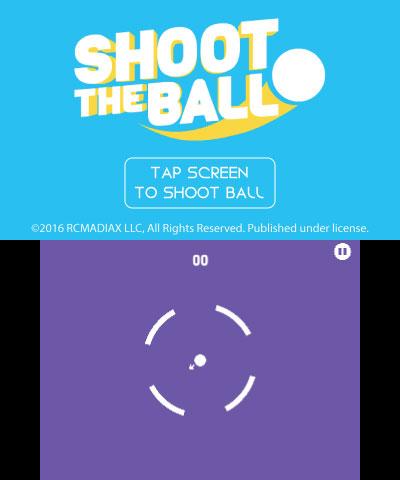 SHOOT
THE BALL
TAP SCREEN
TO SHOOT BALL
©2016 RCMADIAX LLC, All Rights Reserved. Published under license.
00